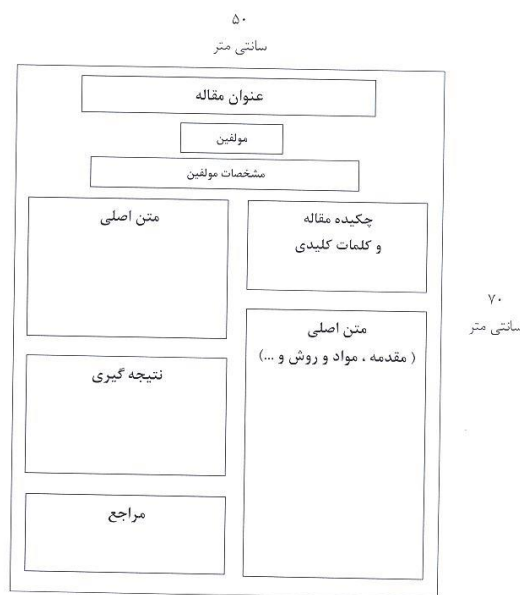 ۵۰
سانتی متر
عنوان مقاله
مولفین
مشخصات مولفین
چکیده مقاله
و کلمات کلیدی
متن اصلی
( مقدمه ، مواد و روش و ...)
متن اصلی
نتیجه گیری
مراجع
۷۰
سانتی متر